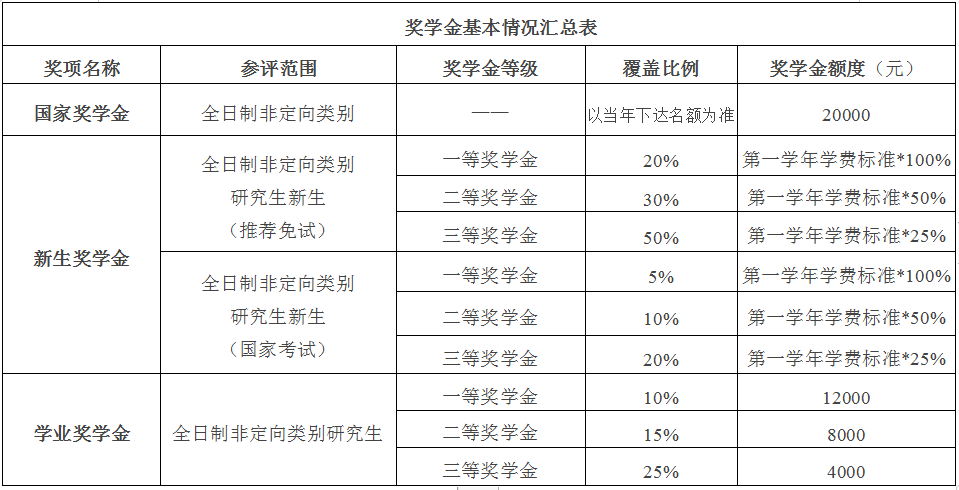 奖学金基本情况汇总表
奖项名称 参评范围 奖学金等级 覆盖比例 奖学金额度（元）
国家奖学金 全日制非定向类别 —— 以当年下达名额为准 20000
新生奖学金
全日制非定向类别
研究生新生
（推荐免试）
一等奖学金 20% 第一学年学费标准*100%
二等奖学金 30% 第一学年学费标准*50%
三等奖学金 50% 第一学年学费标准*25%
全日制非定向类别
研究生新生
（国家考试）
一等奖学金 5% 第一学年学费标准*100%
二等奖学金 10% 第一学年学费标准*50%
三等奖学金 20% 第一学年学费标准*25%
学业奖学金
全日制非定向类别研究生
一等奖学金 10% 12000
二等奖学金 15% 8000
三等奖学金 25% 4000